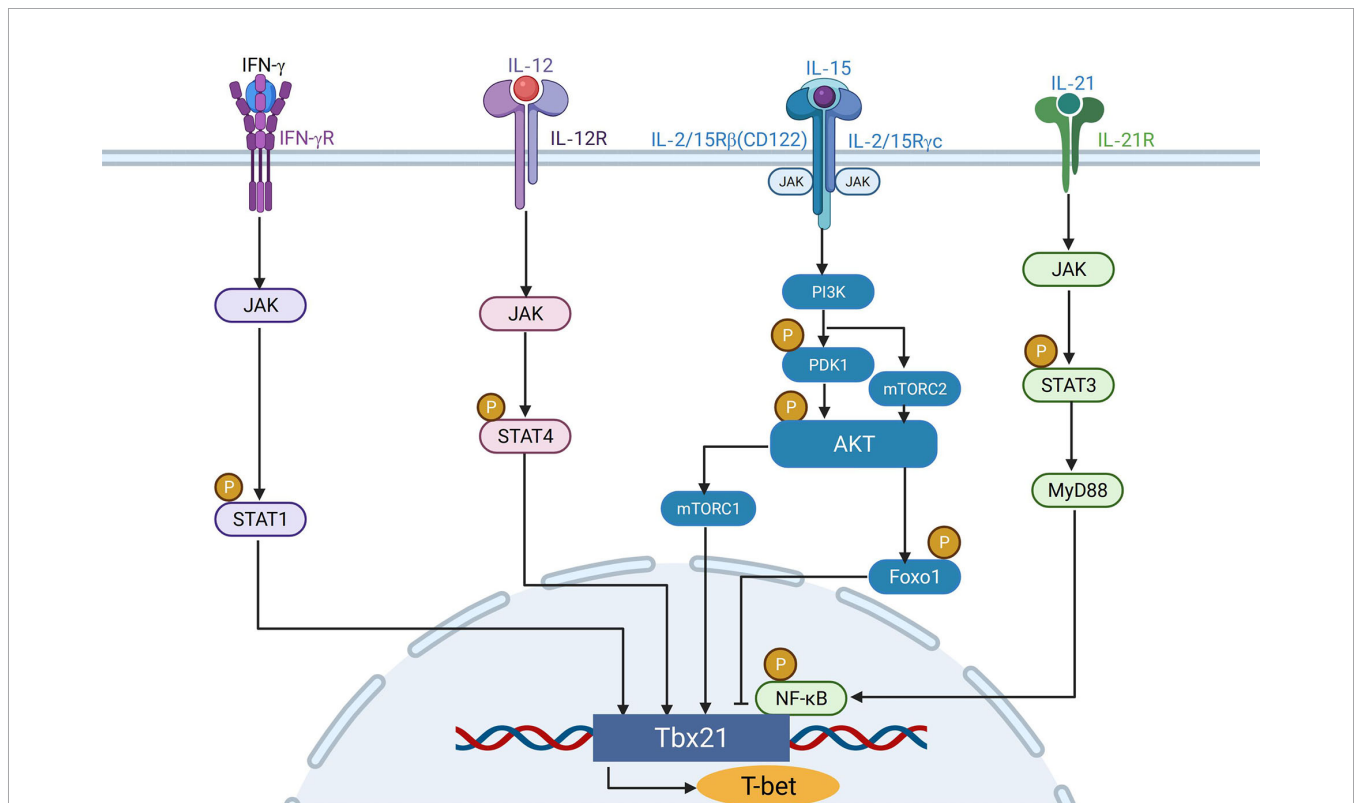 IFN-γ
IL-12
IL-15
IL-21
IFN-γR
IL-12R
IL-2/15Rβ(CD122)
IL-2/15Rγc
IL-21R
JAK
JAK
JAK
PI3K
JAK
JAK
P
PDK1
P
STAT3
mTORC2
P
STAT4
P
AKT
P
STAT1
mTORC1
MyD88
P
Foxo1
P
NF-κB
Tbx21
T-bet